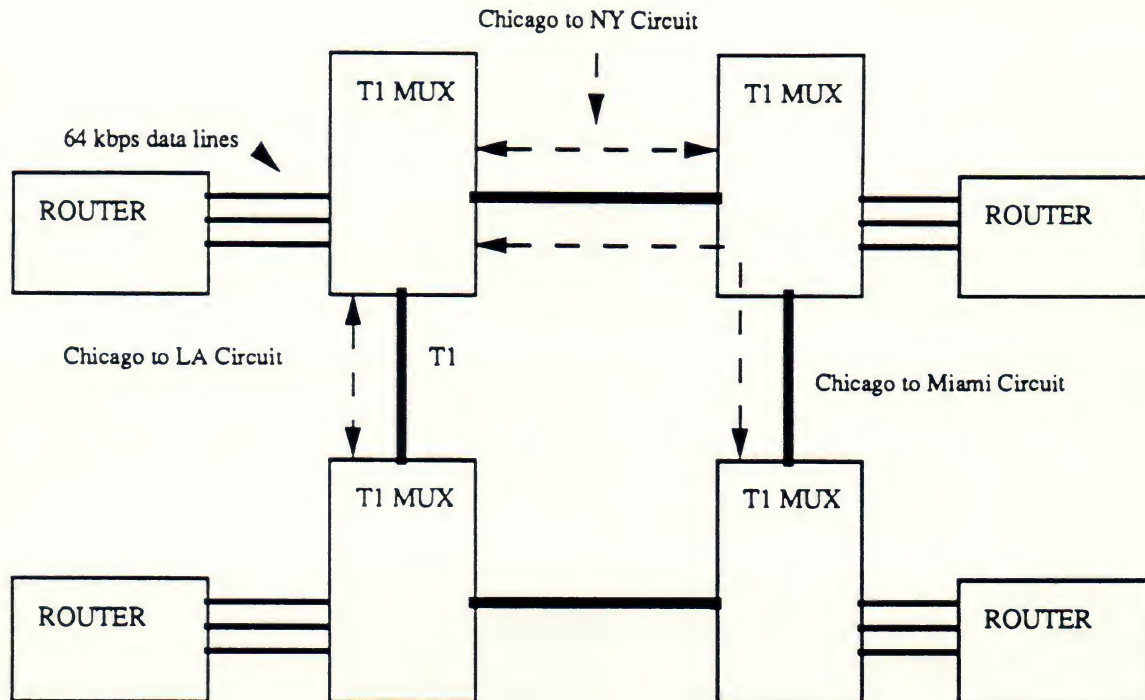 Chicago to NY Circuit
T1 MUX
T1 MUX
64 kbps data lines
ROUTER
ROUTER
Chicago to LA Circuit
T1
Chicago to Miami Circuit
T1 MUX
T1 MUX
ROUTER
ROUTER